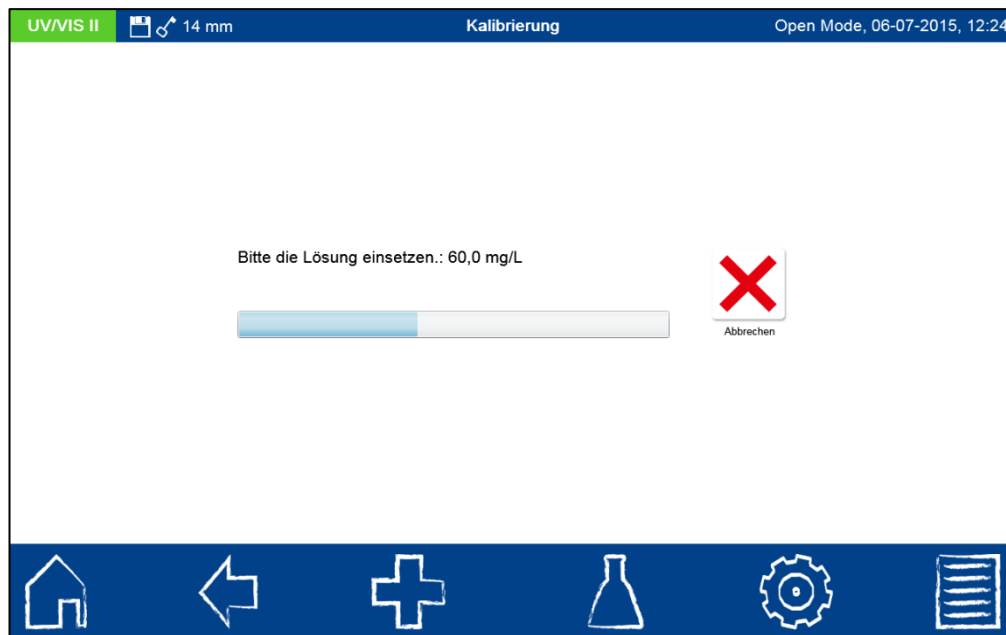 UV/VIS II 14 mm Kalibrierung Open Mode, 06-07-2015, 12:24
Bitte die Lösung einsetzen.: 60,0 mg/L
Abbrechen